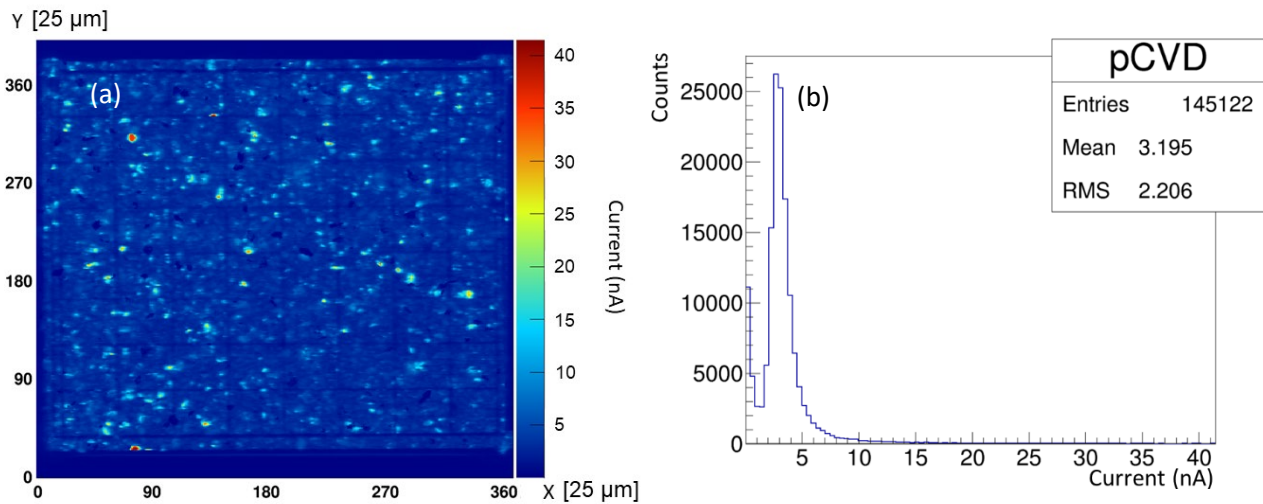 Y [25 µm]
(a)
360
270
180
90
0
0 90 180 270 360
X [25 µm]
40
35
30
25
20
15
10
5
Current (nA)
Counts
(b)
25000
20000
15000
10000
5000
0
5 10 15 20 25 30 35 40
Current (nA)
pCVD
Entries 145122
Mean 3.195
RMS 2.206